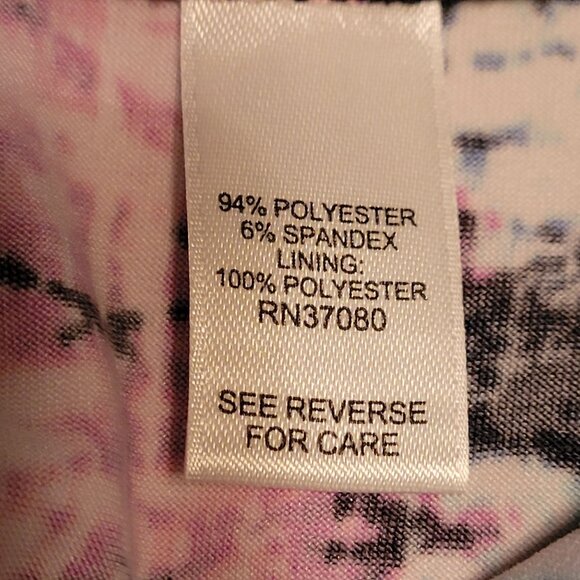 94% POLYESTER
6% SPANDEX
LINING:
100% POLYESTER
RN37080
SEE REVERSE
FOR CARE